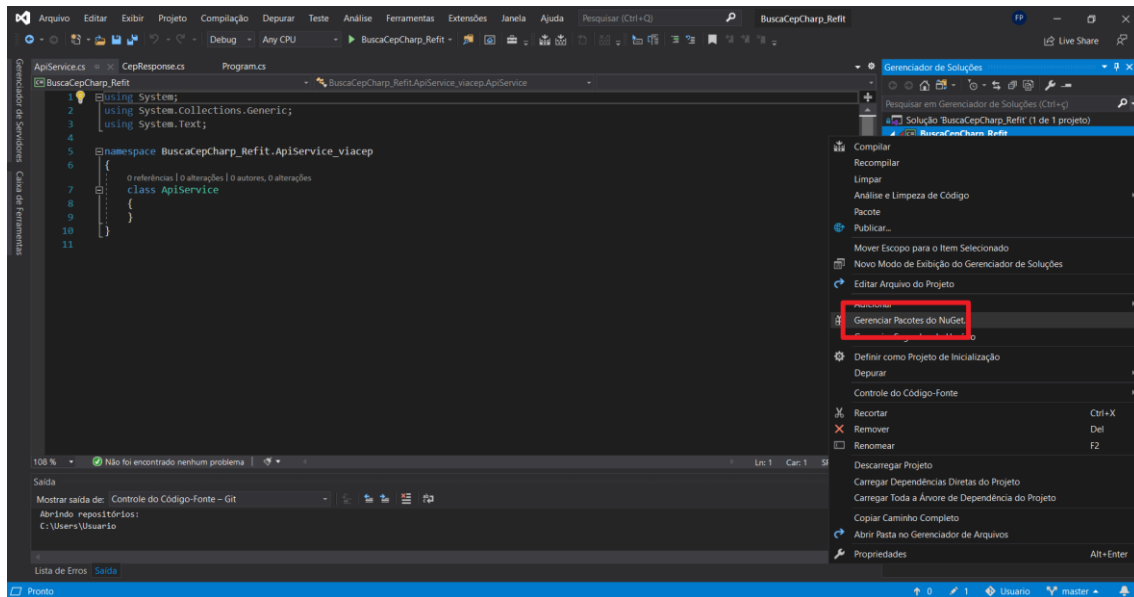 Arquivo Editar Exibir Projeto Compilação Depurar Teste Análise Ferramentas Extensões Janela Ajuda Pesquisar (Ctrl+Q) BuscaCepCharp_Refit FP
Debug Any CPU BuscaCepCharp_Refit Live Share
ApiService.cs CepResponse.cs Program.cs
Gerenciador de Soluções
BuscaCepCharp_Refit BuscaCepCharp_Refit.ApiService_viacep.ApiService
Pesquisar em Gerenciador de Soluções (Ctrl+ç)
Solução 'BuscaCepCharp_Refit' (1 de 1 projeto)
BuscaCepCharp_Refit
Gerenciador de Servidores
Caixa de Ferramentas
1 using System;
2 using System.Collections.Generic;
3 using System.Text;
4
5 namespace BuscaCepCharp_Refit.ApiService_viacep
6 {
0 referências | 0 alterações | 0 autores, 0 alterações
7 class ApiService
8 {
9 }
10 }
11
Compilar
Recompilar
Limpar
Análise e Limpeza de Código
Pacote
Publicar...
Mover Escopo para o Item Selecionado
Novo Modo de Exibição do Gerenciador de Soluções
Editar Arquivo do Projeto
Adicionar
Gerenciar Pacotes do NuGet...
Definir como Projeto de Inicialização
Depurar
Controle do Código-Fonte
Recortar Ctrl+X
Remover Del
Renomear F2
Descarregar Projeto
Carregar Dependências Diretas do Projeto
Carregar Toda a Árvore de Dependência do Projeto
Copiar Caminho Completo
Abrir Pasta no Gerenciador de Arquivos
Propriedades Alt+Enter
108 % Não foi encontrado nenhum problema Ln: 1 Car: 1
Saída
Mostrar saída de: Controle do Código-Fonte – Git
Abrindo repositórios:
C:\Users\Usuario
Lista de Erros Saída
Pronto 0 1 Usuario master